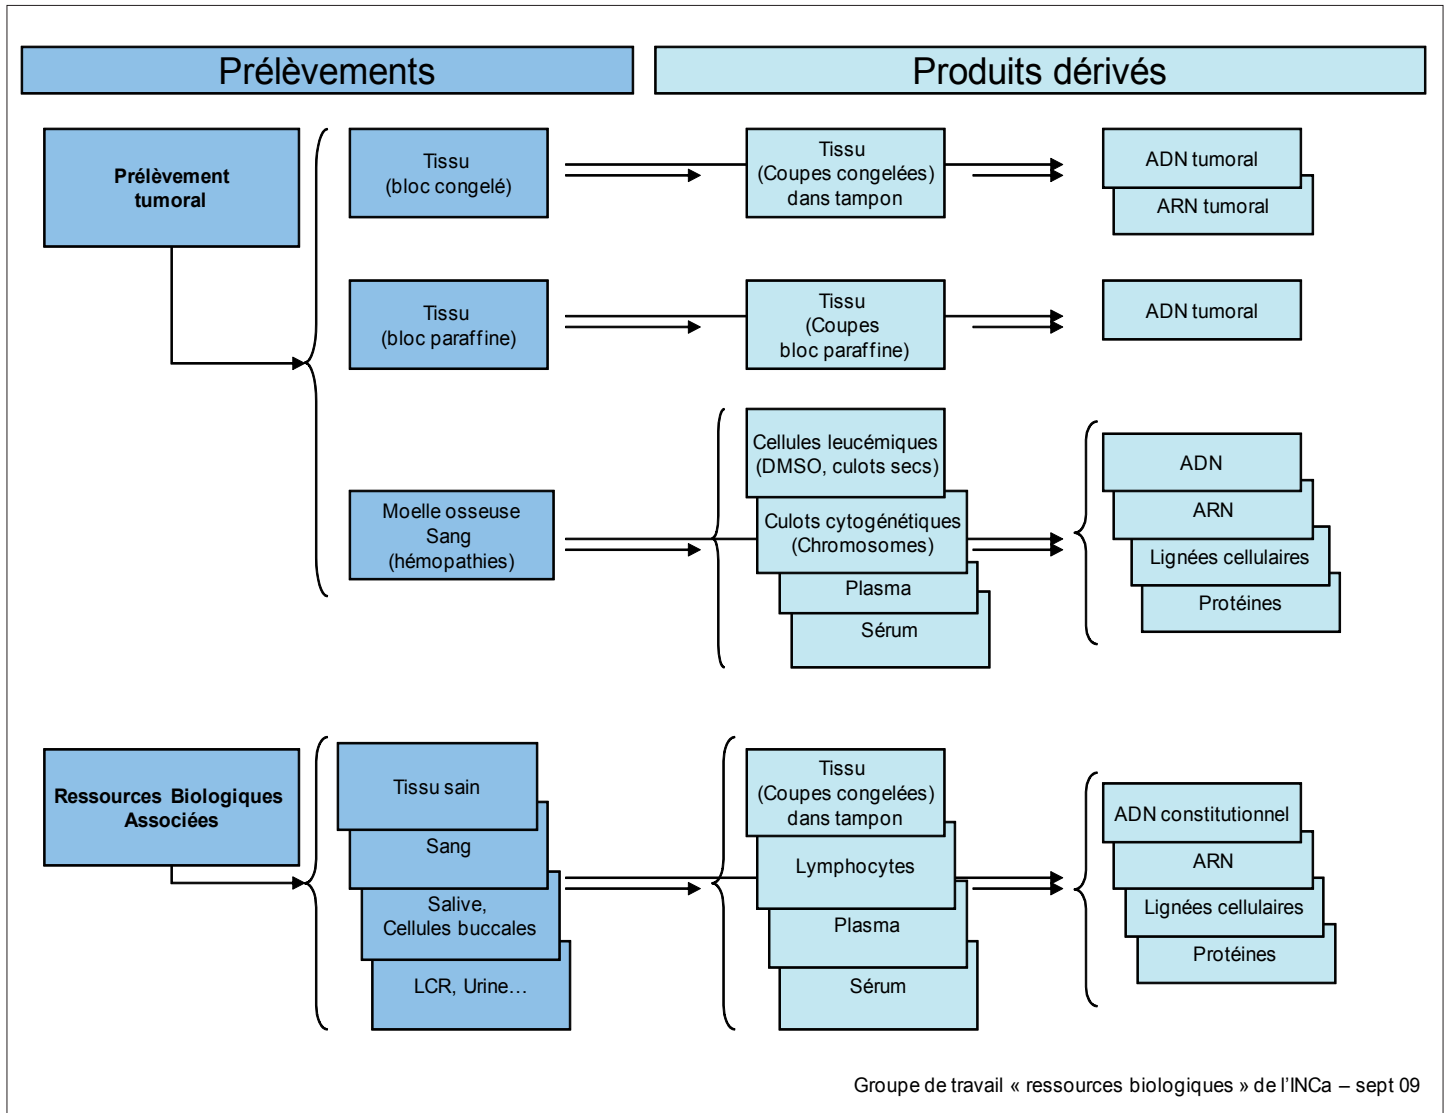 Prélèvements
Produits dérivés
Prélèvement
tumoral
Tissu
(bloc congelé)
Tissu
(Coupes congelées)
dans tampon
ADN tumoral
ARN tumoral
Tissu
(bloc paraffine)
Tissu
(Coupes
bloc paraffine)
ADN tumoral
Moelle osseuse
Sang
(hémopathies)
Cellules leucémiques
(DMSO, culots secs)
Culots cytogénétiques
(Chromosomes)
Plasma
Sérum
ADN
ARN
Lignées cellulaires
Protéines
Ressources Biologiques
Associées
Tissu sain
Sang
Salive,
Cellules buccales
LCR, Urine…
Tissu
(Coupes congelées)
dans tampon
Lymphocytes
Plasma
Sérum
ADN constitutionnel
ARN
Lignées cellulaires
Protéines
Groupe de travail « ressources biologiques » de l'INCa – sept 09